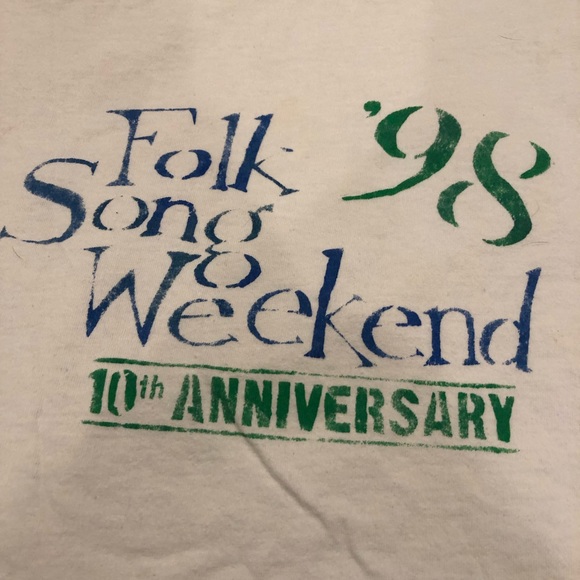 Folk '98
Song
Weekend
10th ANNIVERSARY